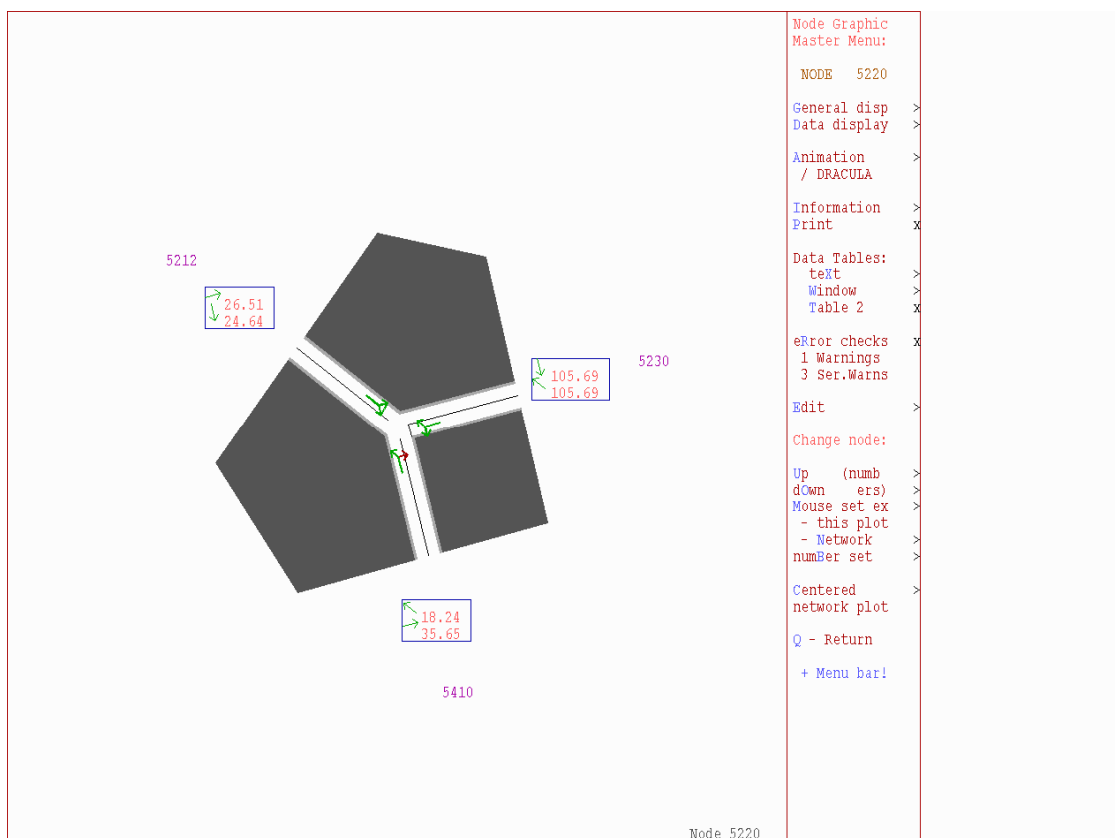 5212
26.51
24.64
105.69
105.69
5230
18.24
35.65
5410
Node 5220
Node Graphic
Master Menu:
NODE 5220
General disp >
Data display >
Animation >
/ DRACULA
Information >
Print x
Data Tables:
teXt >
Window >
Table 2 x
eRror checks x
1 Warnings
3 Ser.Warns
Edit >
Change node:
Up (numb >
dOwn ers) >
Mouse set ex >
- this plot
- Network >
numBer set >
Centered >
network plot
Q - Return
+ Menu bar!